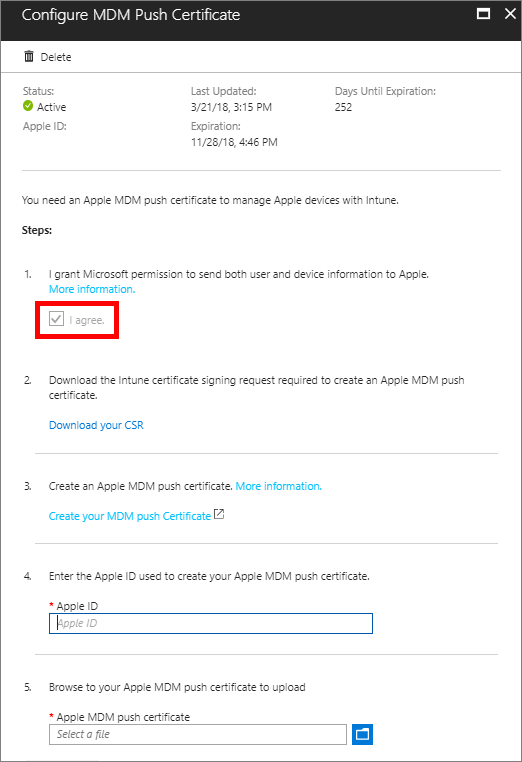 Configure MDM Push Certificate
Delete
Status:
Active
Apple ID:
Last Updated:
3/21/18, 3:15 PM
Expiration:
11/28/18, 4:46 PM
Days Until Expiration:
252
You need an Apple MDM push certificate to manage Apple devices with Intune.
Steps:
1. I grant Microsoft permission to send both user and device information to Apple.
More information.
I agree.
2. Download the Intune certificate signing request required to create an Apple MDM push
certificate.
Download your CSR
3. Create an Apple MDM push certificate. More information.
Create your MDM push Certificate
4. Enter the Apple ID used to create your Apple MDM push certificate.
* Apple ID
Apple ID
5. Browse to your Apple MDM push certificate to upload
* Apple MDM push certificate
Select a file